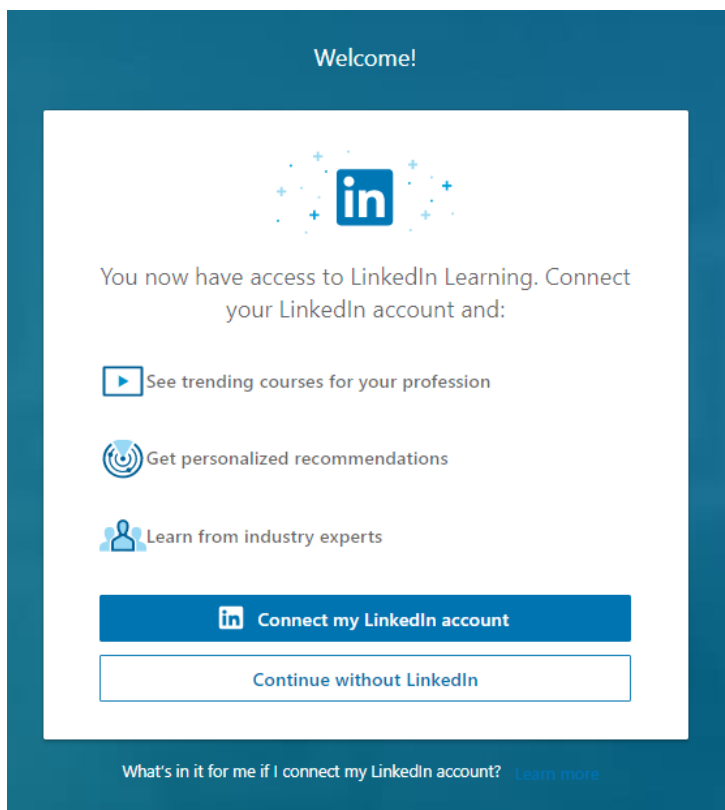 Welcome!
in
You now have access to LinkedIn Learning. Connect
your LinkedIn account and:
See trending courses for your profession
Get personalized recommendations
Learn from industry experts
in Connect my LinkedIn account
Continue without LinkedIn
What's in it for me if I connect my LinkedIn account? Learn more